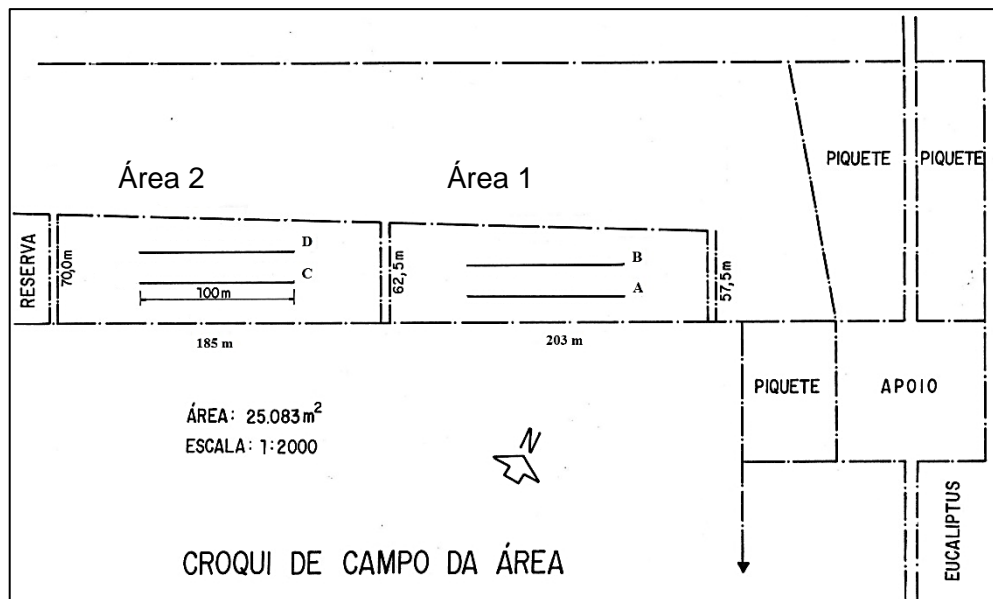 PIQUETE
PIQUETE
Área 2
Área 1
RESERVA
70,0m
D
C
100m
62,5m
B
A
57,5m
185 m
203 m
PIQUETE
APOIO
ÁREA: 25.083m²
ESCALA: 1:2000
N
EUCALIPTUS
CROQUI DE CAMPO DA ÁREA